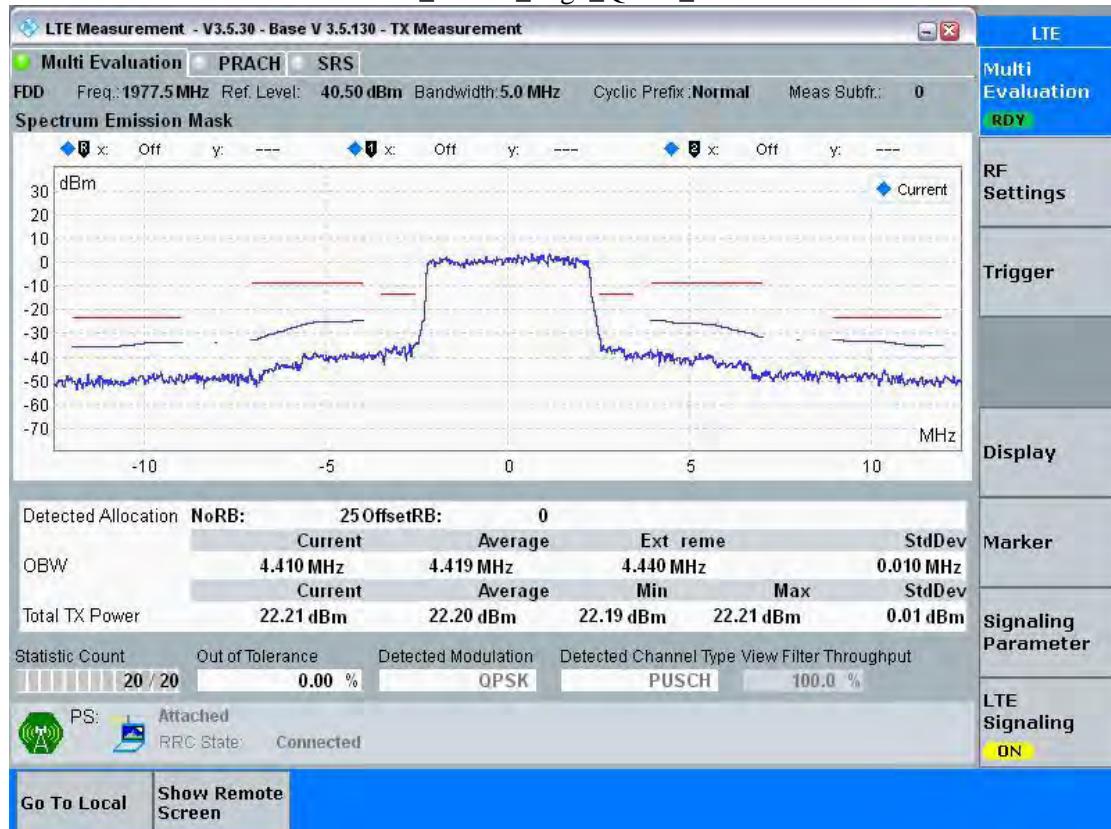 LTE Measurement - V3.5.30 - Base V 3.5.130 - TX Measurement
LTE
Multi Evaluation PRACH SRS
Multi Evaluation
RDY
FDD Freq.: 1977.5 MHz Ref. Level: 40.50 dBm Bandwidth: 5.0 MHz Cyclic Prefix : Normal Meas Subfr.: 0
Spectrum Emission Mask
R x: Off y: --- 1 x: Off y: --- 2 x: Off y: ---
dBm
Current
30
20
10
0
-10
-20
-30
-40
-50
-60
-70
MHz
-10 -5 0 5 10
RF Settings
Trigger
Display
Marker
Signaling Parameter
LTE Signaling
ON
Detected Allocation NoRB: 25 OffsetRB: 0
Current Average Ext reme StdDev
OBW 4.410 MHz 4.419 MHz 4.440 MHz 0.010 MHz
Current Average Min Max StdDev
Total TX Power 22.21 dBm 22.20 dBm 22.19 dBm 22.21 dBm 0.01 dBm
Statistic Count Out of Tolerance Detected Modulation Detected Channel Type View Filter Throughput
20 / 20 0.00 % QPSK PUSCH 100.0 %
PS: Attached
RRC State: Connected
Go To Local Show Remote Screen